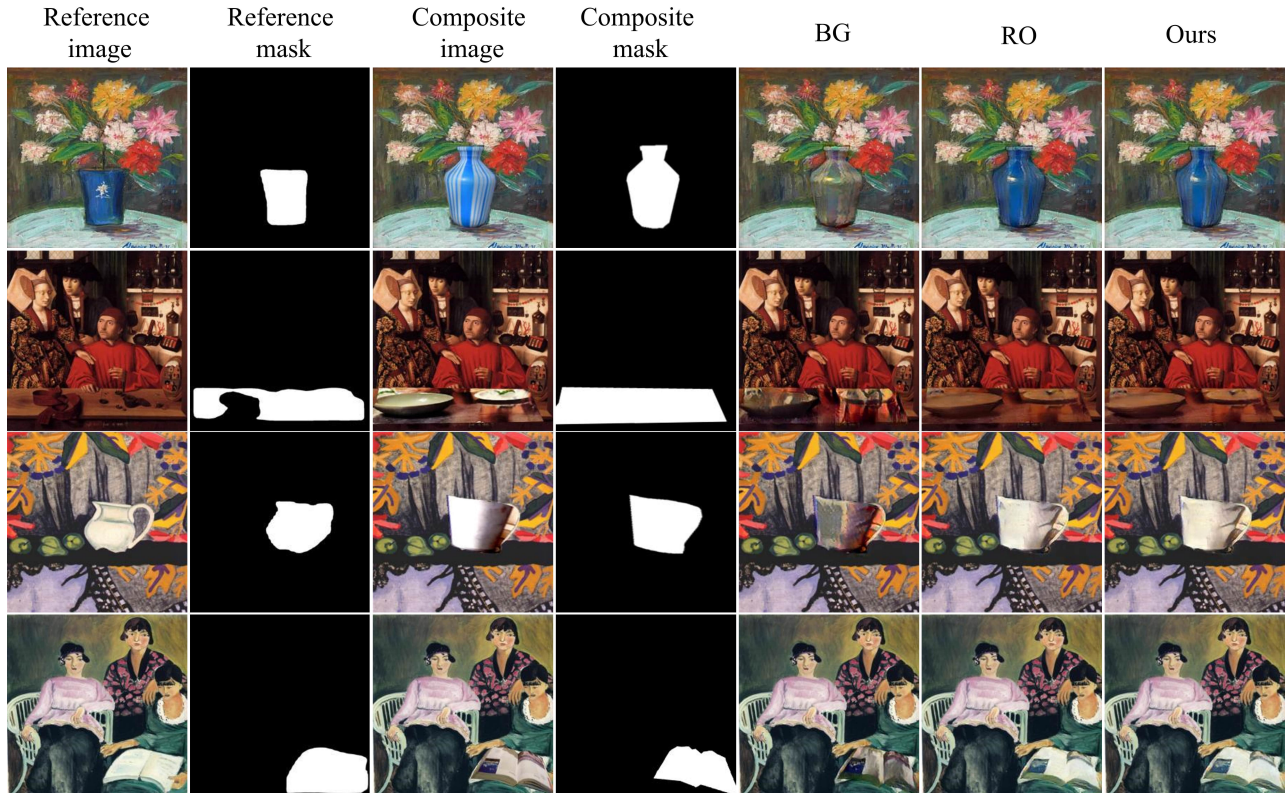 Reference image
Reference mask
Composite image
Composite mask
BG
RO
Ours